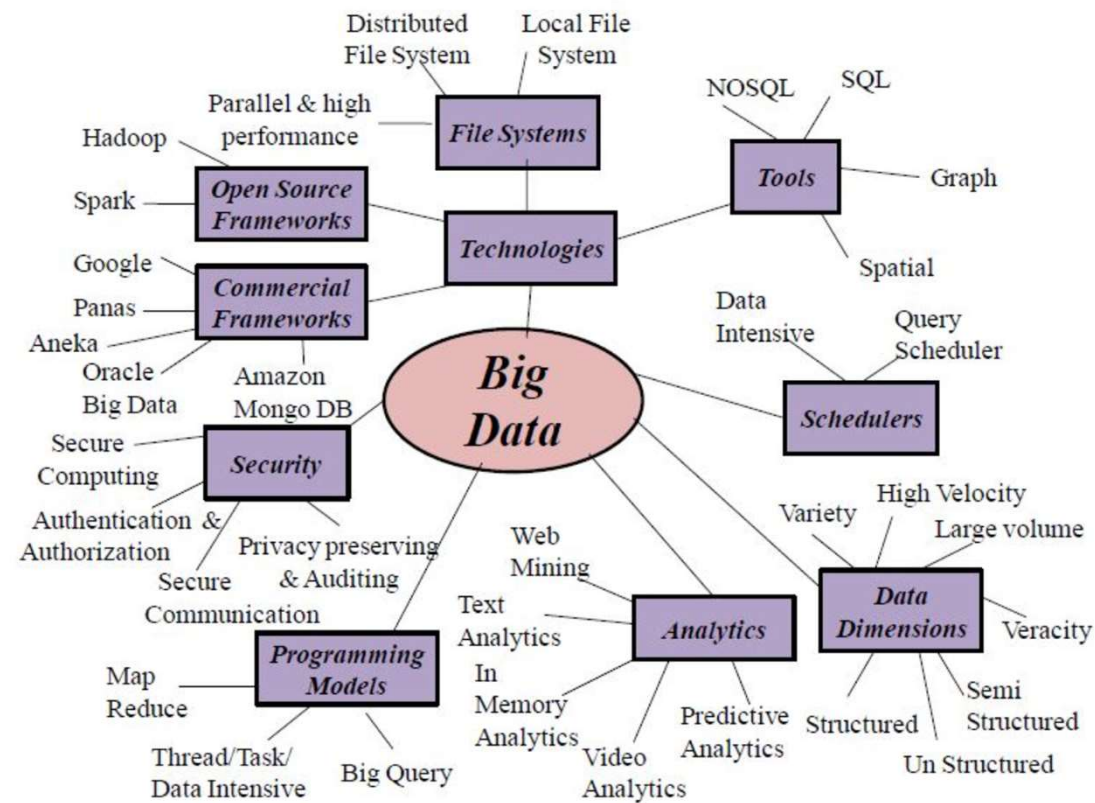 Distributed
File System
Local File
System
NOSQL
SQL
Parallel & high
performance
File Systems
Hadoop
Tools
Graph
Open Source
Frameworks
Spark
Technologies
Spatial
Google
Commercial
Frameworks
Panas
Aneka
Oracle
Big Data
Amazon
Mongo DB
Data
Intensive
Query
Scheduler
Big
Data
Schedulers
Secure
Computing
Security
Authentication &
Authorization
Privacy preserving
& Auditing
Secure
Communication
Web
Mining
Variety
High Velocity
Large volume
Text
Analytics
Analytics
Data
Dimensions
Veracity
Programming
Models
Map
Reduce
In
Memory
Analytics
Thread/Task/
Data Intensive
Big Query
Video
Analytics
Predictive
Analytics
Structured
Semi
Structured
Un Structured